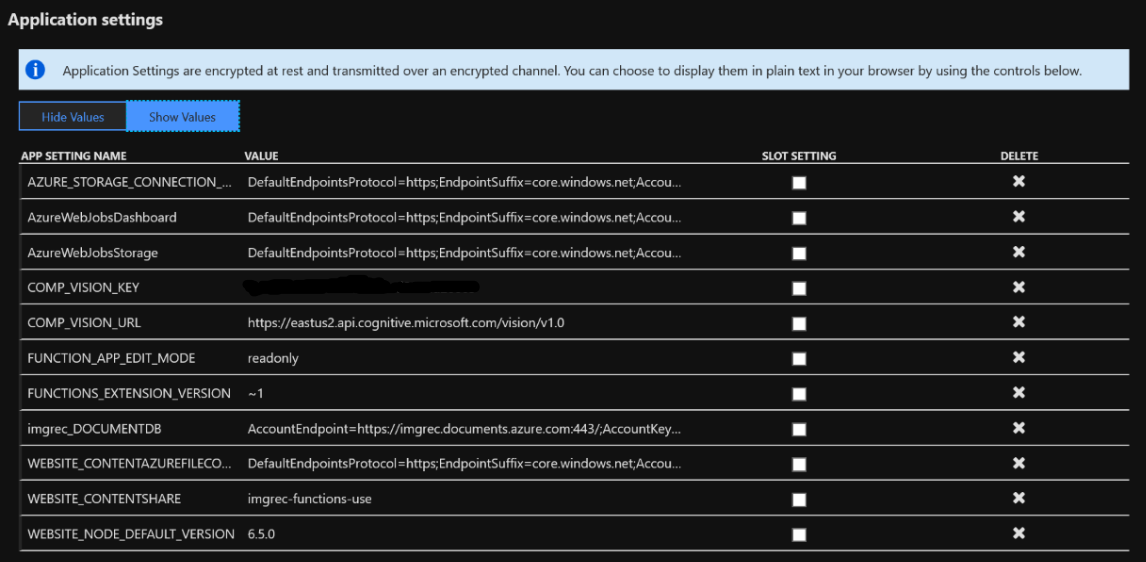 Application settings
Application Settings are encrypted at rest and transmitted over an encrypted channel. You can choose to display them in plain text in your browser by using the controls below.
Hide Values Show Values
APP SETTING NAME VALUE SLOT SETTING DELETE
AZURE_STORAGE_CONNECTION_... DefaultEndpointsProtocol=https;EndpointSuffix=core.windows.net;Accou...
AzureWebJobsDashboard DefaultEndpointsProtocol=https;EndpointSuffix=core.windows.net;Accou...
AzureWebJobsStorage DefaultEndpointsProtocol=https;EndpointSuffix=core.windows.net;Accou...
COMP_VISION_KEY
COMP_VISION_URL https://eastus2.api.cognitive.microsoft.com/vision/v1.0
FUNCTION_APP_EDIT_MODE readonly
FUNCTIONS_EXTENSION_VERSION ~1
imgrec_DOCUMENTDB AccountEndpoint=https://imgrec.documents.azure.com:443/;AccountKey...
WEBSITE_CONTENTAZUREFILECO... DefaultEndpointsProtocol=https;EndpointSuffix=core.windows.net;Accou...
WEBSITE_CONTENTSHARE imgrec-functions-use
WEBSITE_NODE_DEFAULT_VERSION 6.5.0